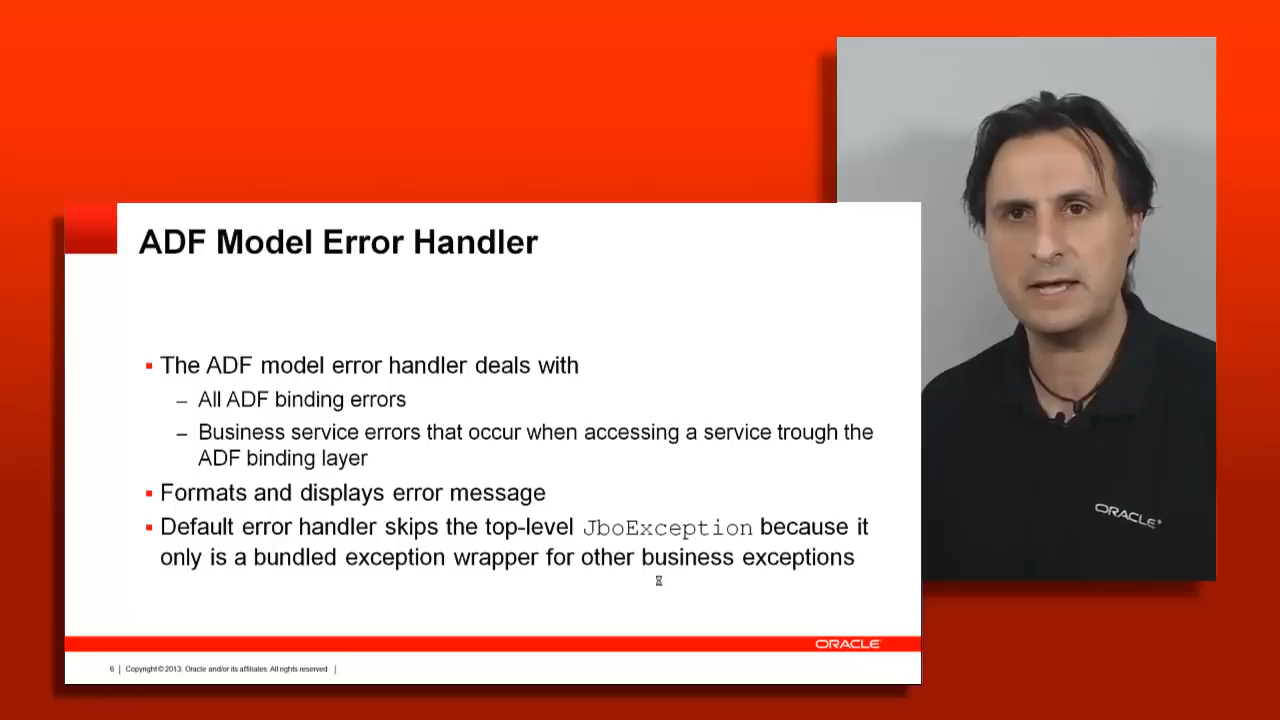 ADF Model Error Handler
The ADF model error handler deals with
– All ADF binding errors
– Business service errors that occur when accessing a service trough the
ADF binding layer
Formats and displays error message
Default error handler skips the top-level JboException because it
only is a bundled exception wrapper for other business exceptions
ORACLE
6 | Copyright © 2013, Oracle and/or its affiliates. All rights reserved. |
ORACLE